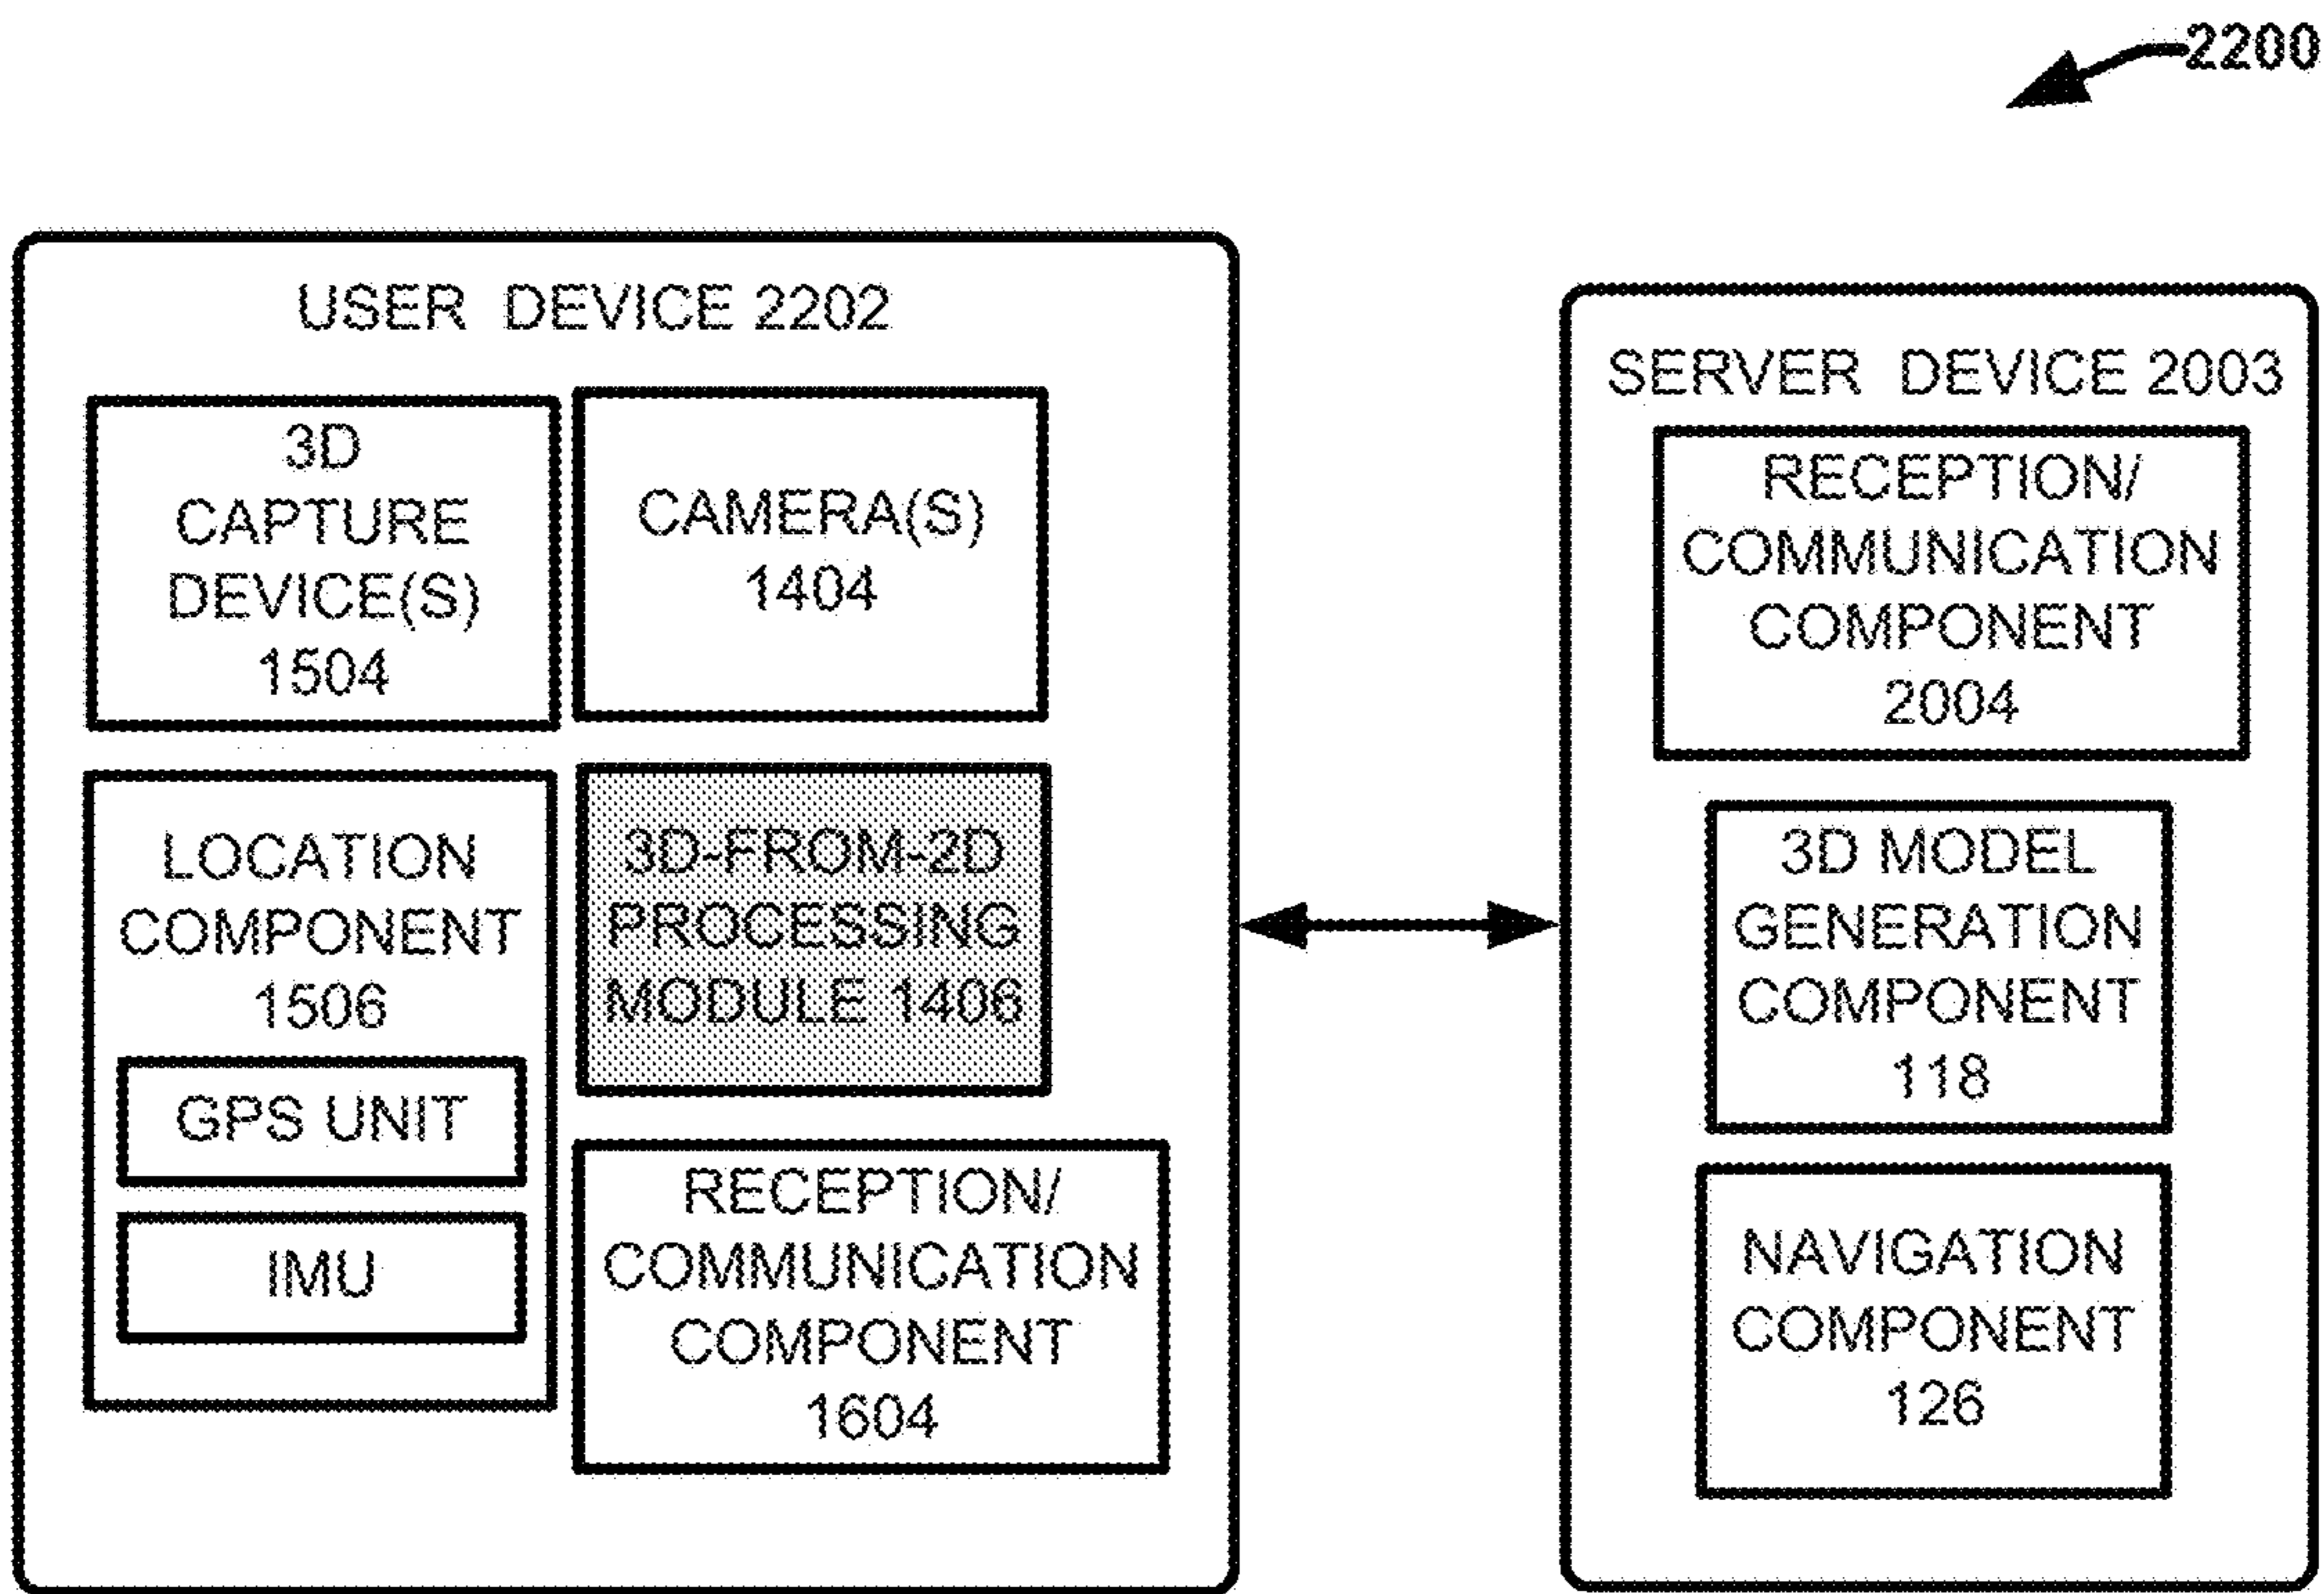 2200
USER DEVICE 2202
3D
CAPTURE
DEVICE(S)
1504
CAMERA(S)
1404
LOCATION
COMPONENT
1506
GPS UNIT
IMU
3D-FROM-2D
PROCESSING
MODULE 1406
RECEPTION/
COMMUNICATION
COMPONENT
1604
SERVER DEVICE 2003
RECEPTION/
COMMUNICATION
COMPONENT
2004
3D MODEL
GENERATION
COMPONENT
118
NAVIGATION
COMPONENT
126